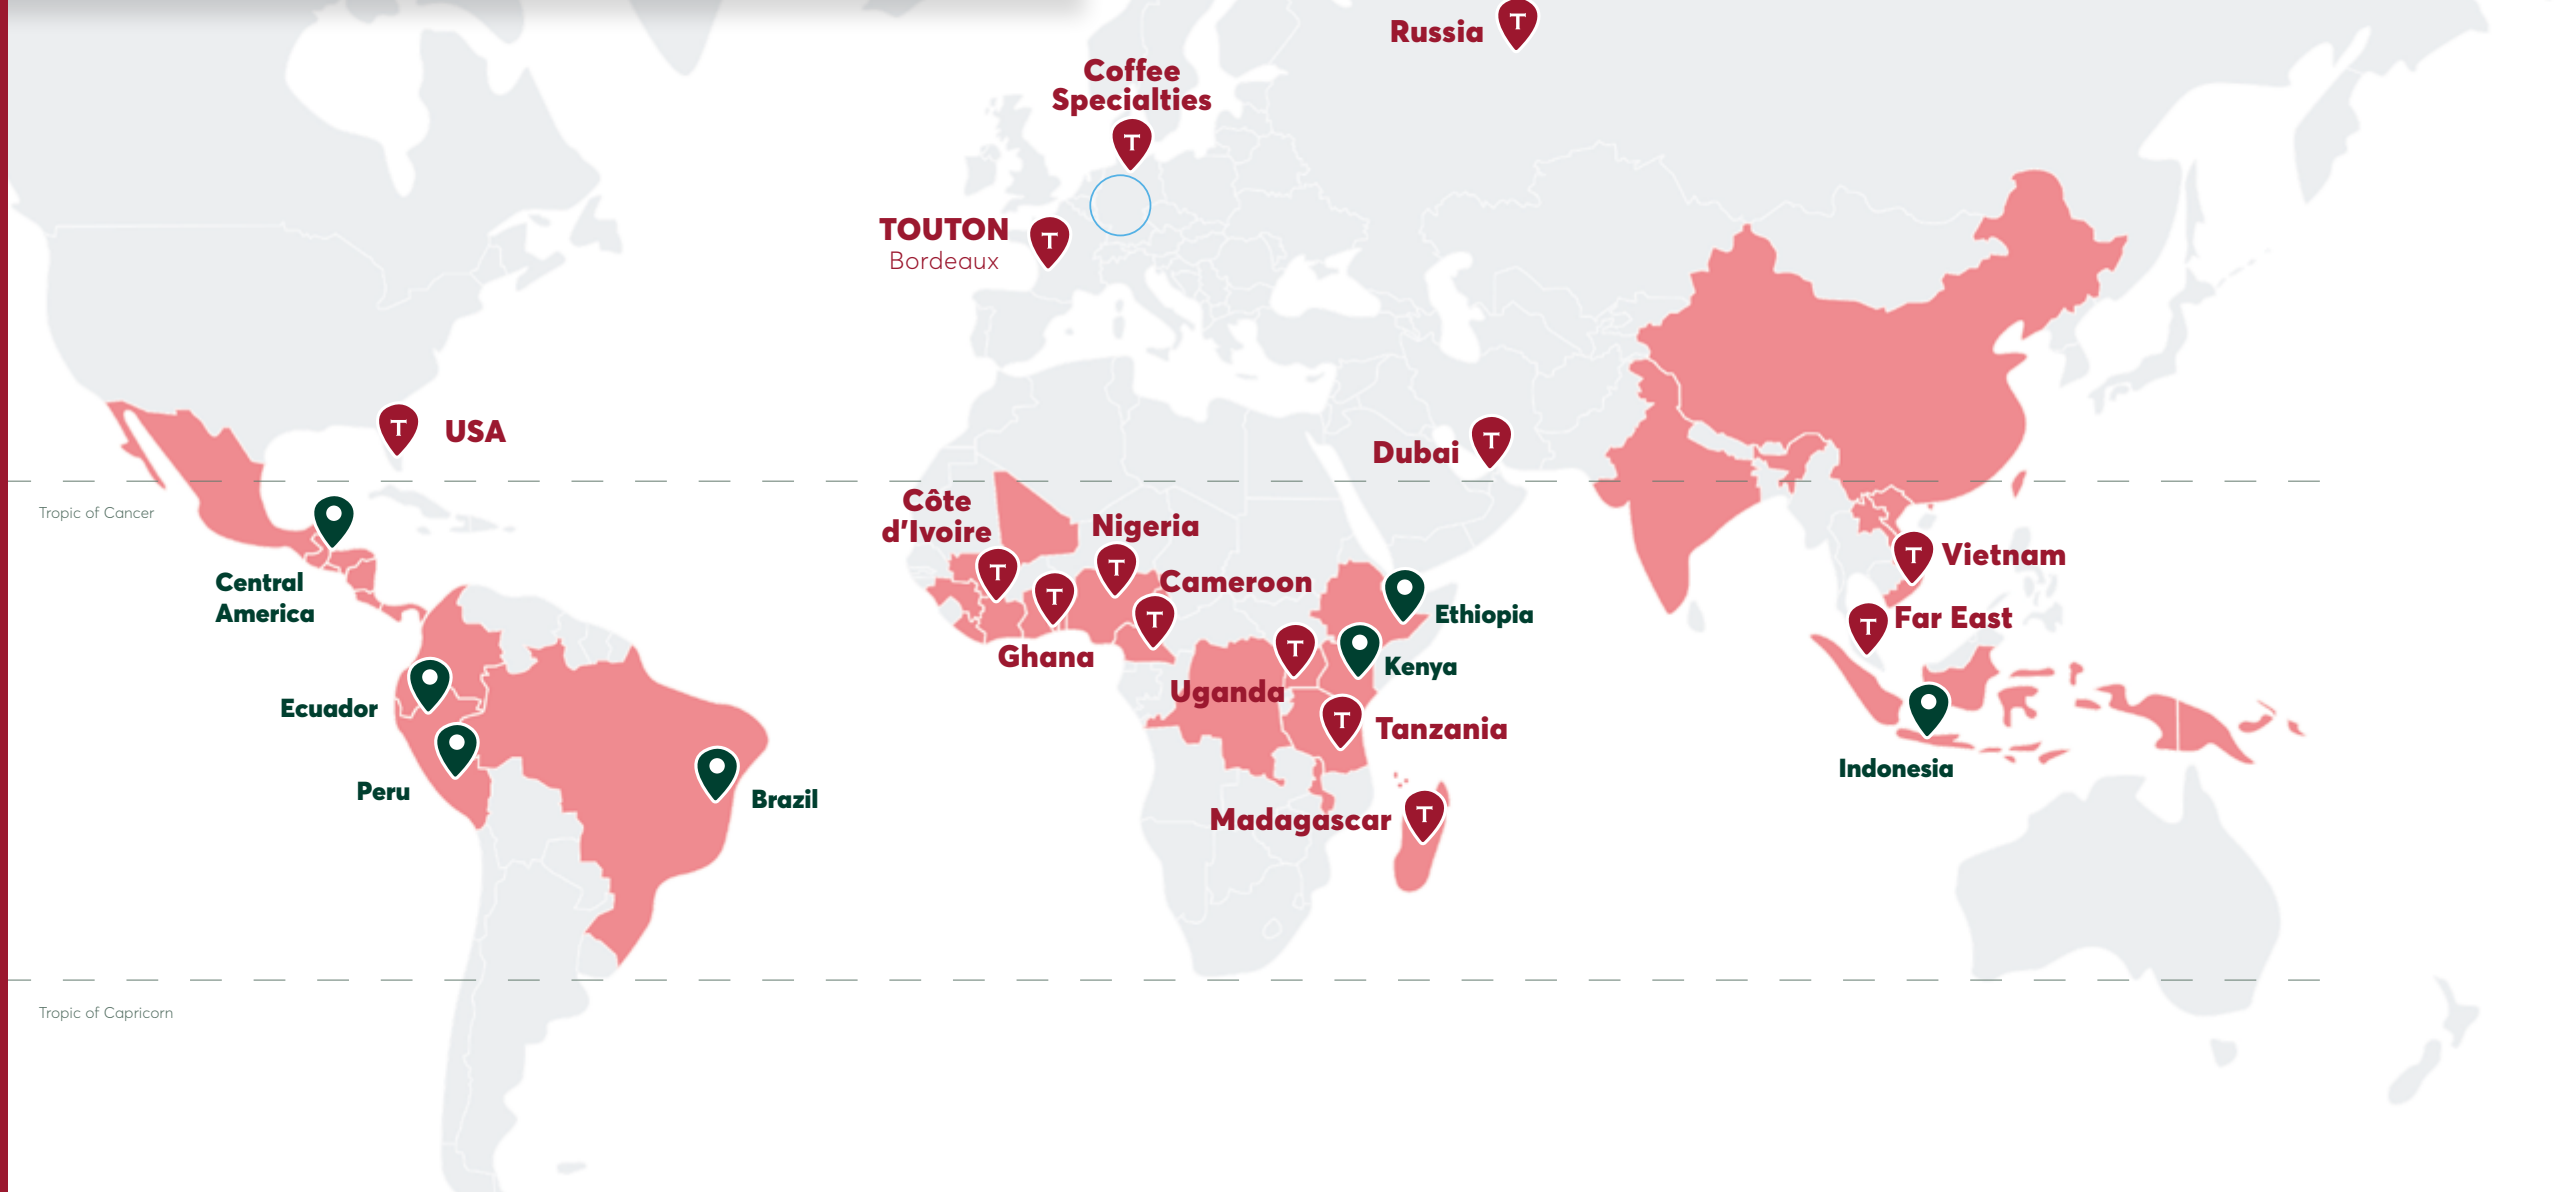 Russia T
Coffee
Specialties
T
TOUTON T
Bordeaux
T USA
Dubai T
Tropic of Cancer
Côte
d'Ivoire
Nigeria
T
T
T
Cameroon
T
Ghana
T Vietnam
T Far East
Central
America
Ethiopia
T
Kenya
Uganda
Ecuador
T Tanzania
Peru
Brazil
Indonesia
Madagascar T
Tropic of Capricorn